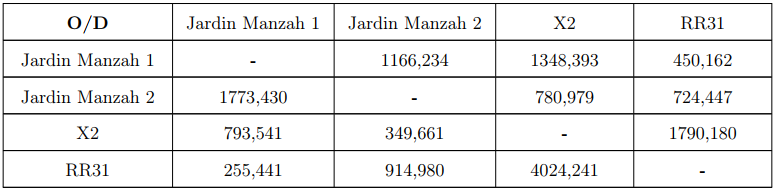 O/D Jardin Manzah 1 Jardin Manzah 2 X2 RR31
Jardin Manzah 1 - 1166,234 1348,393 450,162
Jardin Manzah 2 1773,430 - 780,979 724,447
X2 793,541 349,661 - 1790,180
RR31 255,441 914,980 4024,241 -